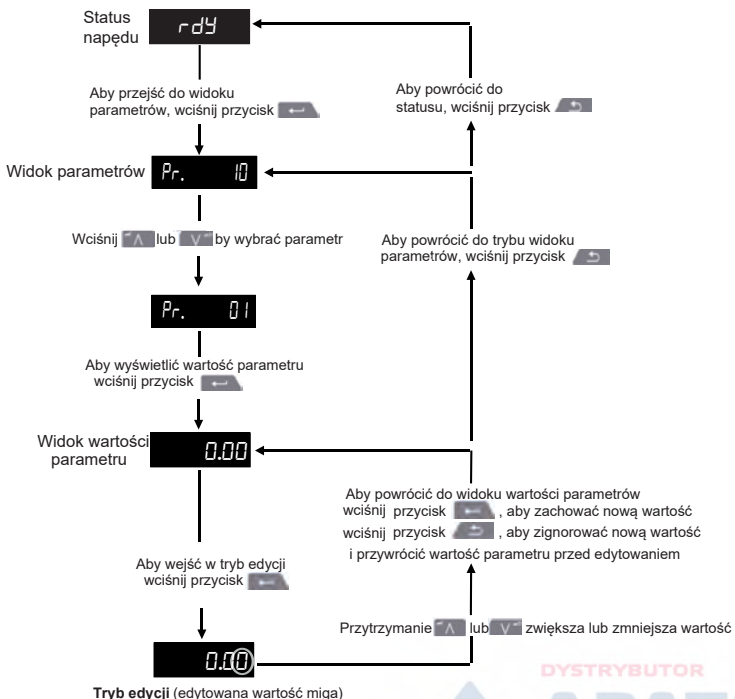 Status
napędu
rdY
Aby przejść do widoku
parametrów, wciśnij przycisk
Aby powrócić do
statusu, wciśnij przycisk
Widok parametrów
Pr. 10
Wciśnij lub by wybrać parametr
Aby powrócić do trybu widoku
parametrów, wciśnij przycisk
Pr. 01
Aby wyświetlić wartość parametru
wciśnij przycisk
Widok wartości
parametru
0.00
Aby powrócić do widoku wartości parametrów
wciśnij przycisk , aby zachować nową wartość
wciśnij przycisk , aby zignorować nową wartość
i przywrócić wartość parametru przed edytowaniem
Aby wejść w tryb edycji
wciśnij przycisk
Przytrzymanie lub zwiększa lub zmniejsza wartość
0.00
DYSTRYBUTOR
Tryb edycji (edytowana wartość miga)